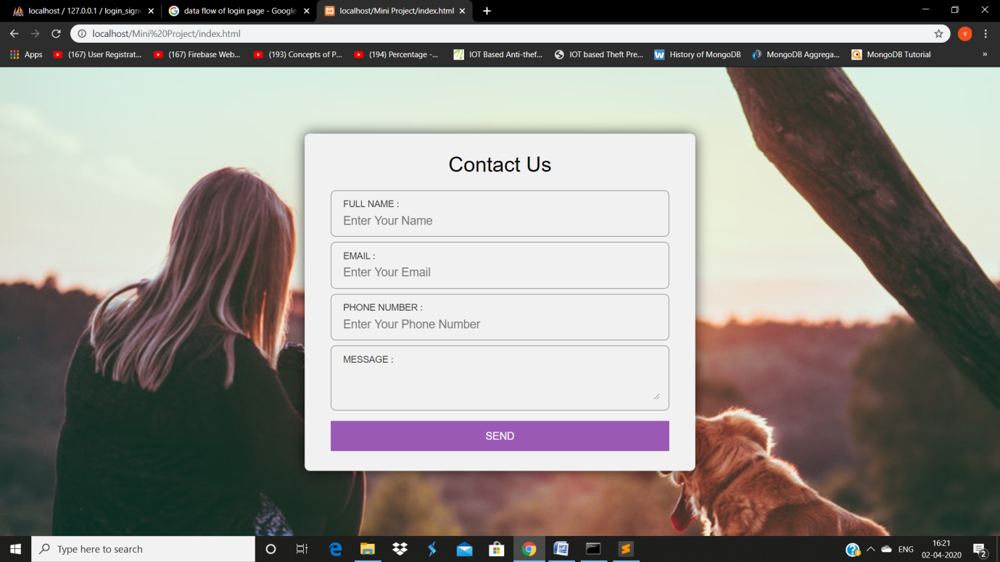 localhost / 127.0.0.1 / login_signu
data flow of login page - Google
localhost/Mini Project/index.html
localhost/Mini%20Project/index.html
V
Apps
(167) User Registrat...
(167) Firebase Web...
(193) Concepts of P...
(194) Percentage -...
IOT Based Anti-thef...
IOT based Theft Pre...
W
History of MongoDB
MongoDB Aggrega...
MongoDB Tutorial
»
Contact Us
FULL NAME :
Enter Your Name
EMAIL :
Enter Your Email
PHONE NUMBER :
Enter Your Phone Number
MESSAGE :
SEND
Type here to search
ENG
16:21
02-04-2020
2